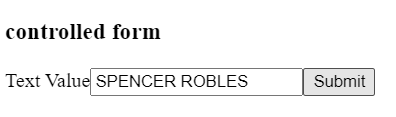 controlled form
Text Value SPENCER ROBLES Submit